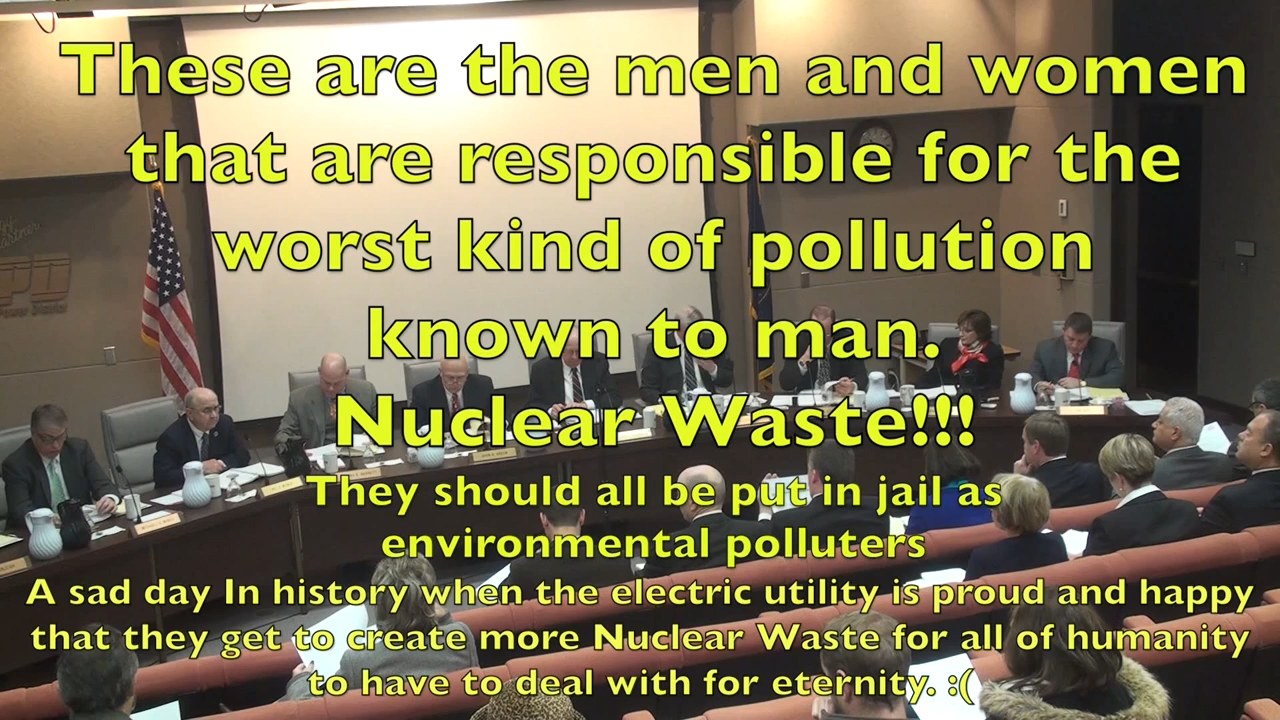 These are the men and women
that are responsible for the
worst kind of pollution
known to man.
Nuclear Waste!!!
They should all be put in jail as
environmental polluters
A sad day In history when the electric utility is proud and happy
that they get to create more Nuclear Waste for all of humanity
to have to deal with for eternity. :(